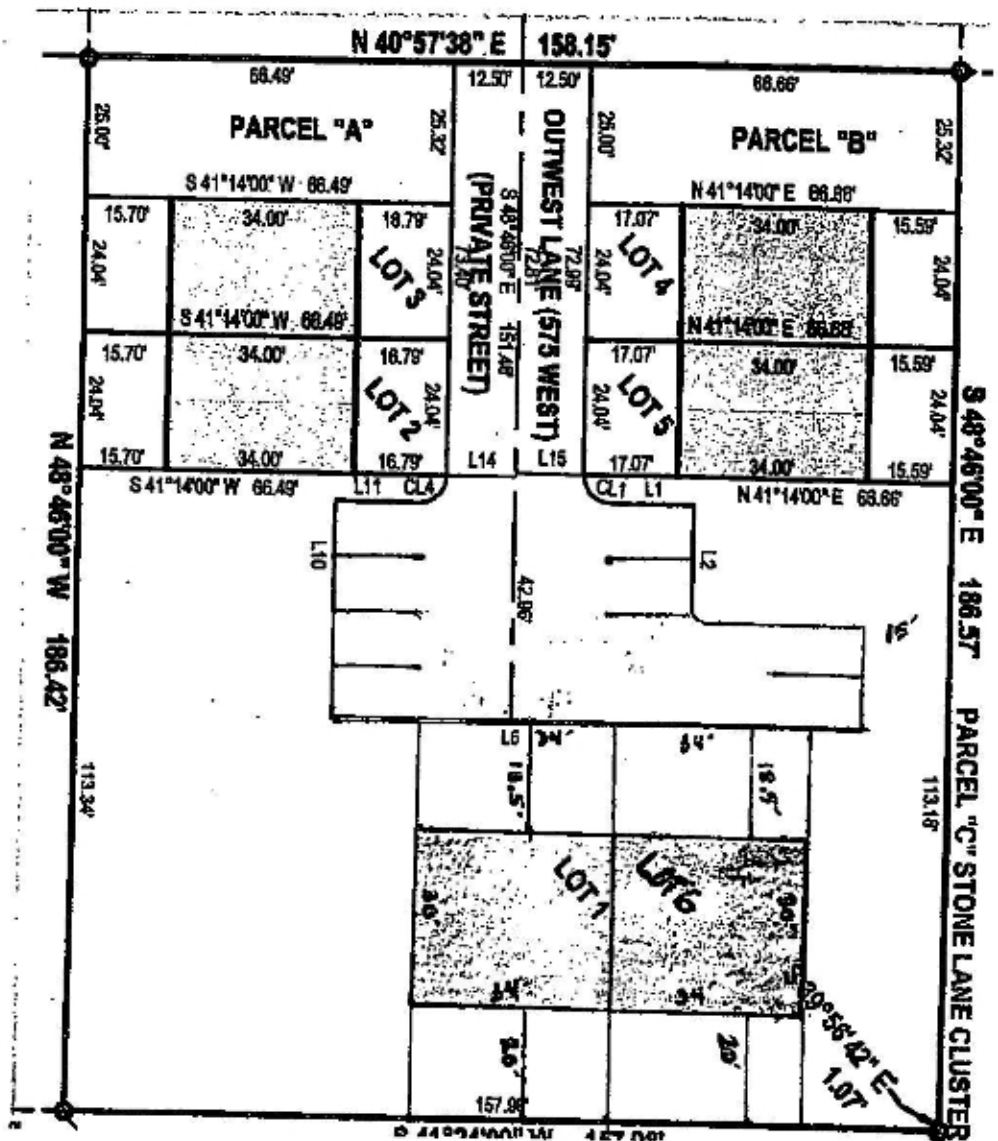 N 40°57'38" E 158.15'
66.49' 12.50' 12.50' 66.66'
25.00' PARCEL "A" 25.32' 25.00' PARCEL "B" 25.32'
OUTWEST LANE (575 WEST)
(PRIVATE STREET)
S 48°46'00" E 151.48'
73.40' 72.81' 72.98'
S 41°14'00" W 66.49' N 41°14'00" E 66.66'
15.70' 34.00' 16.79' 17.07' 34.00' 15.59'
24.04' LOT 3 24.04' 24.04' LOT 4 24.04'
S 41°14'00" W 66.49' N 41°14'00" E 66.66'
15.70' 34.00' 16.79' 17.07' 34.00' 15.59'
24.04' LOT 2 24.04' 24.04' LOT 5 24.04'
15.70' 34.00' 16.79' L14 L15 17.07' 34.00' 15.59'
S 41°14'00" W 66.49' L11 CL4 CL1 L1 N 41°14'00" E 66.66'
N 48°46'00" W 186.42'
S 48°46'00" E 186.57' PARCEL "C" STONE LANE CLUSTER
L10 42.96' L2
18'
L6 34'
18.5' 18.5'
113.34' 113.18'
LOT 1 LOT 6
30' 30'
34' 34'
20' 20'
1.07'